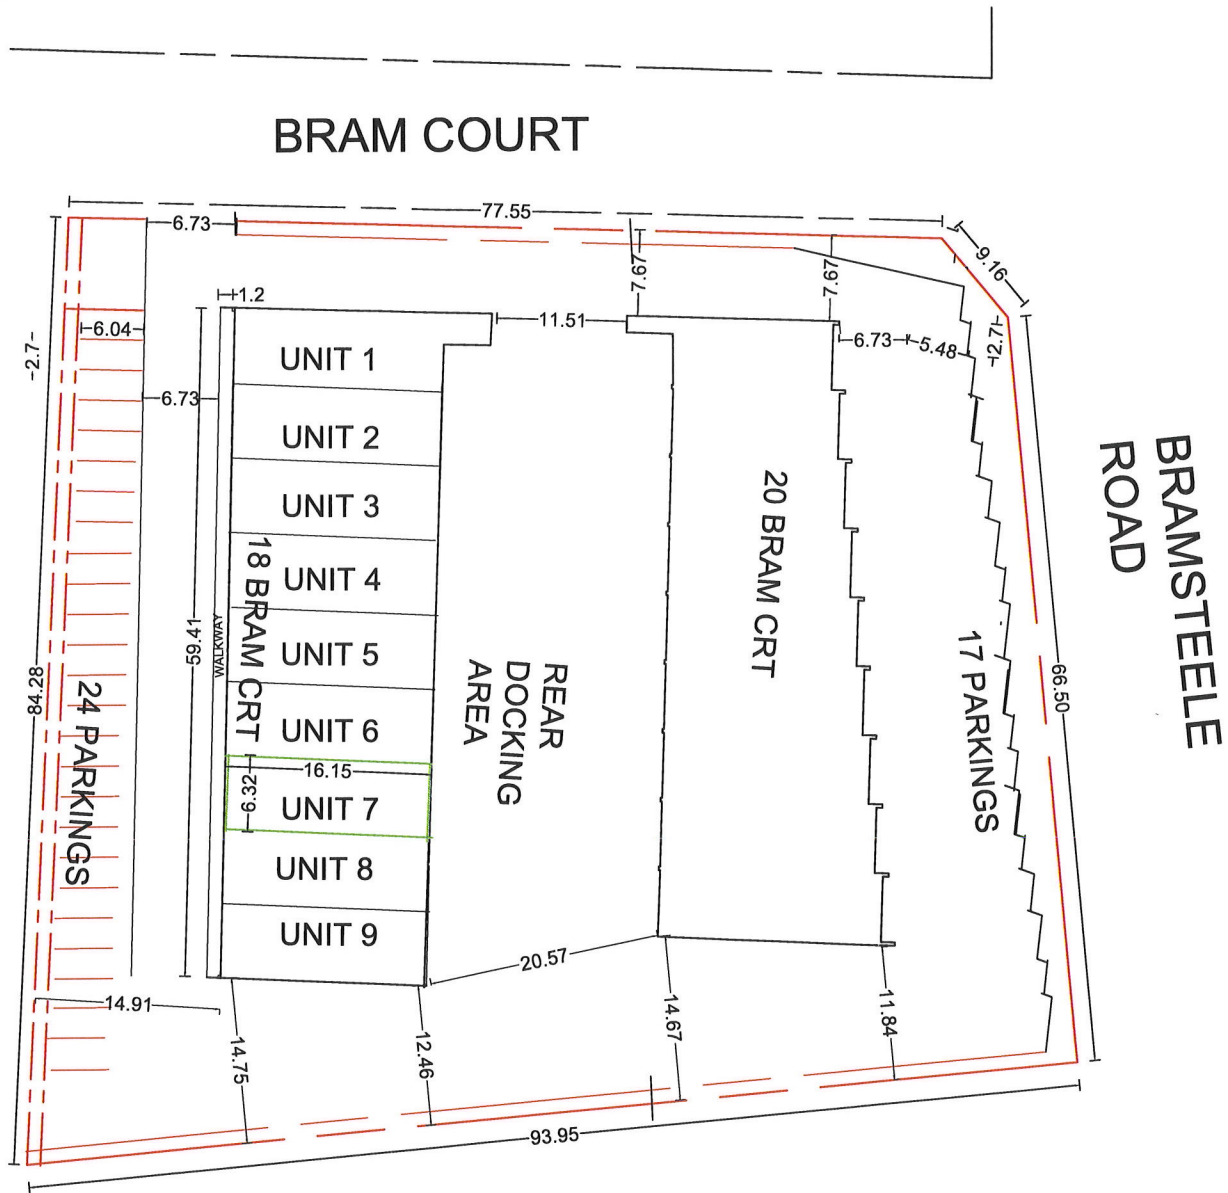 BRAM COURT
77.55
6.73
9.16
7.67
7.67
1.2
11.51
6.04
2.7
6.73
5.48
2.7
UNIT 1
6.73
UNIT 2
UNIT 3
UNIT 4
UNIT 5
UNIT 6
16.15
6.32
UNIT 7
UNIT 8
UNIT 9
18 BRAM CRT
WALKWAY
59.41
84.28
24 PARKINGS
REAR
DOCKING
AREA
20 BRAM CRT
17 PARKINGS
66.50
BRAMSTEELE
ROAD
20.57
14.91
14.75
12.46
14.67
11.84
93.95